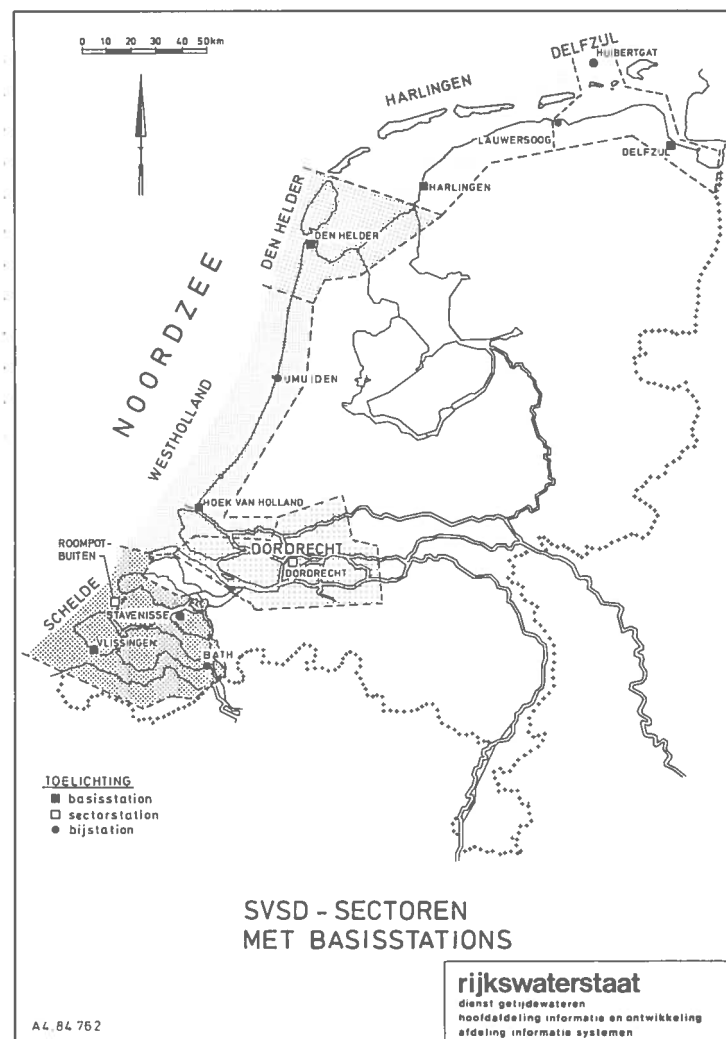 0 10 20 30 40 50km
DELFZIJL
HUIBERTGAT
HARLINGEN
LAUWERSOOG
DELFZIJL
HARLINGEN
DEN HELDER
DEN HELDER
NOORDZEE
IJMUIDEN
WESTHOLLAND
HOEK VAN HOLLAND
ROOMPOT-
BUITEN
DORDRECHT
DORDRECHT
SCHELDE
STAVENISSE
VLISSINGEN
BATH
TOELICHTING
basisstation
sectorstation
bijstation
SVSD - SECTOREN
MET BASISSTATIONS
rijkswaterstaat
dienst getijdewateren
hoofdafdeling informatie en ontwikkeling
afdeling informatie systemen
A4.84 762